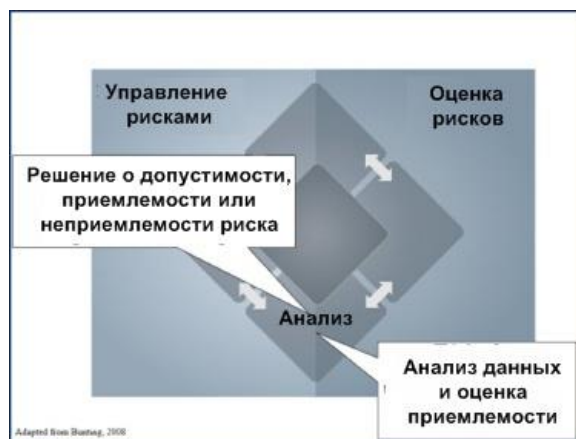 Управление
рисками
Оценка
рисков
Решение о допустимости,
приемлемости или
неприемлемости риска
Анализ
Анализ данных
и оценка
приемлемости
Adapted from Bunting, 2008